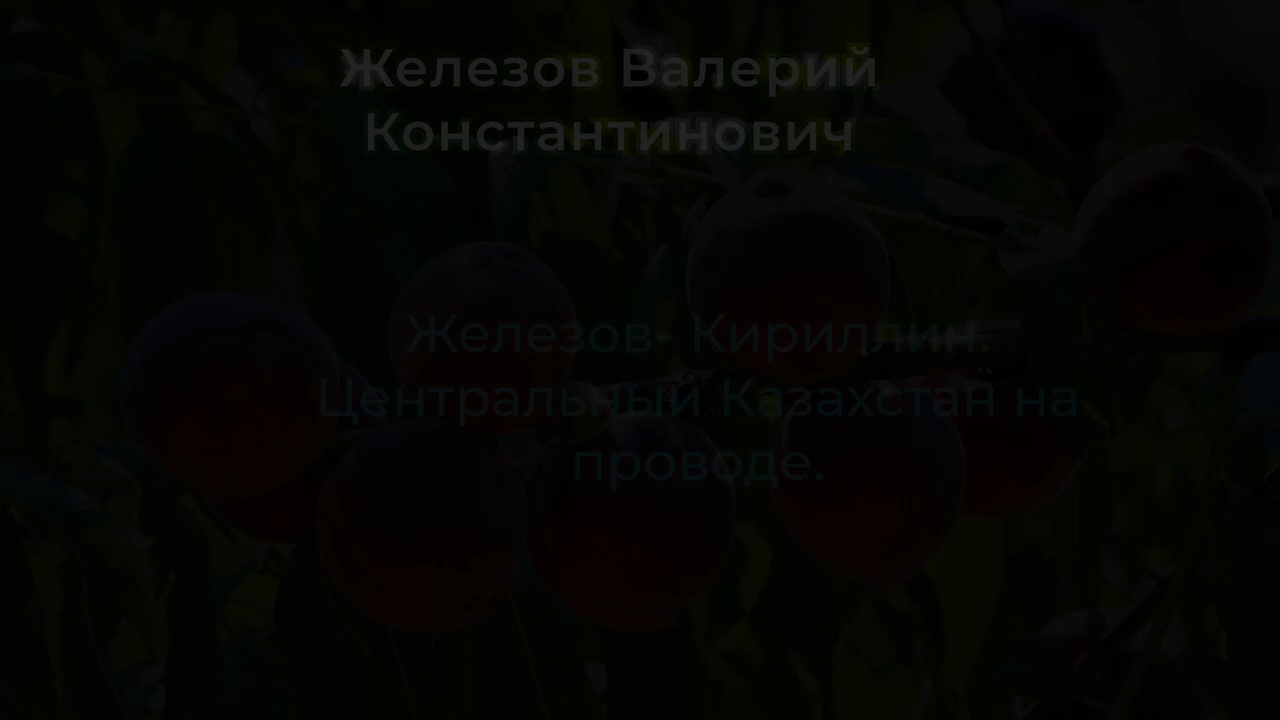 Железов Валерий
Константинович
Железов- Кириллин.
Центральный Казахстан на
проводе.